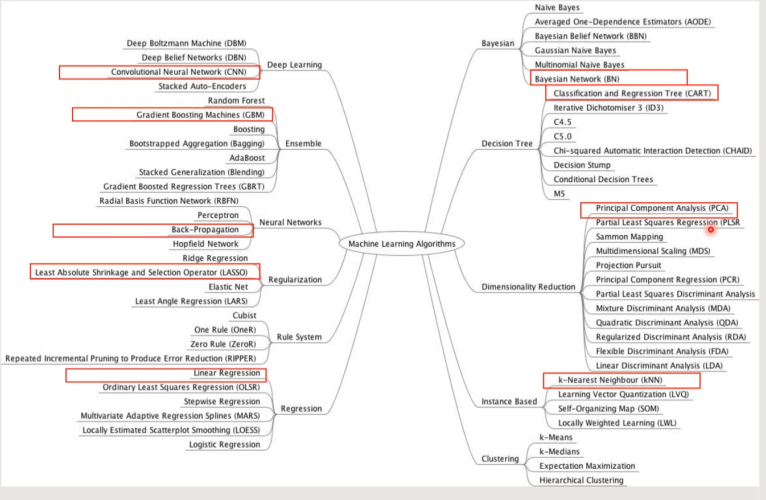 Machine Learning Algorithms
Deep Learning
Deep Boltzmann Machine (DBM)
Deep Belief Networks (DBN)
Convolutional Neural Network (CNN)
Stacked Auto-Encoders
Ensemble
Random Forest
Gradient Boosting Machines (GBM)
Boosting
Bootstrapped Aggregation (Bagging)
AdaBoost
Stacked Generalization (Blending)
Gradient Boosted Regression Trees (GBRT)
Neural Networks
Radial Basis Function Network (RBFN)
Perceptron
Back-Propagation
Hopfield Network
Regularization
Ridge Regression
Least Absolute Shrinkage and Selection Operator (LASSO)
Elastic Net
Least Angle Regression (LARS)
Rule System
Cubist
One Rule (OneR)
Zero Rule (ZeroR)
Repeated Incremental Pruning to Produce Error Reduction (RIPPER)
Regression
Linear Regression
Ordinary Least Squares Regression (OLSR)
Stepwise Regression
Multivariate Adaptive Regression Splines (MARS)
Locally Estimated Scatterplot Smoothing (LOESS)
Logistic Regression
Bayesian
Naive Bayes
Averaged One-Dependence Estimators (AODE)
Bayesian Belief Network (BBN)
Gaussian Naive Bayes
Multinomial Naive Bayes
Bayesian Network (BN)
Decision Tree
Classification and Regression Tree (CART)
Iterative Dichotomiser 3 (ID3)
C4.5
C5.0
Chi-squared Automatic Interaction Detection (CHAID)
Decision Stump
Conditional Decision Trees
M5
Dimensionality Reduction
Principal Component Analysis (PCA)
Partial Least Squares Regression (PLSR
Sammon Mapping
Multidimensional Scaling (MDS)
Projection Pursuit
Principal Component Regression (PCR)
Partial Least Squares Discriminant Analysis
Mixture Discriminant Analysis (MDA)
Quadratic Discriminant Analysis (QDA)
Regularized Discriminant Analysis (RDA)
Flexible Discriminant Analysis (FDA)
Linear Discriminant Analysis (LDA)
Instance Based
k-Nearest Neighbour (kNN)
Learning Vector Quantization (LVQ)
Self-Organizing Map (SOM)
Locally Weighted Learning (LWL)
Clustering
k-Means
k-Medians
Expectation Maximization
Hierarchical Clustering